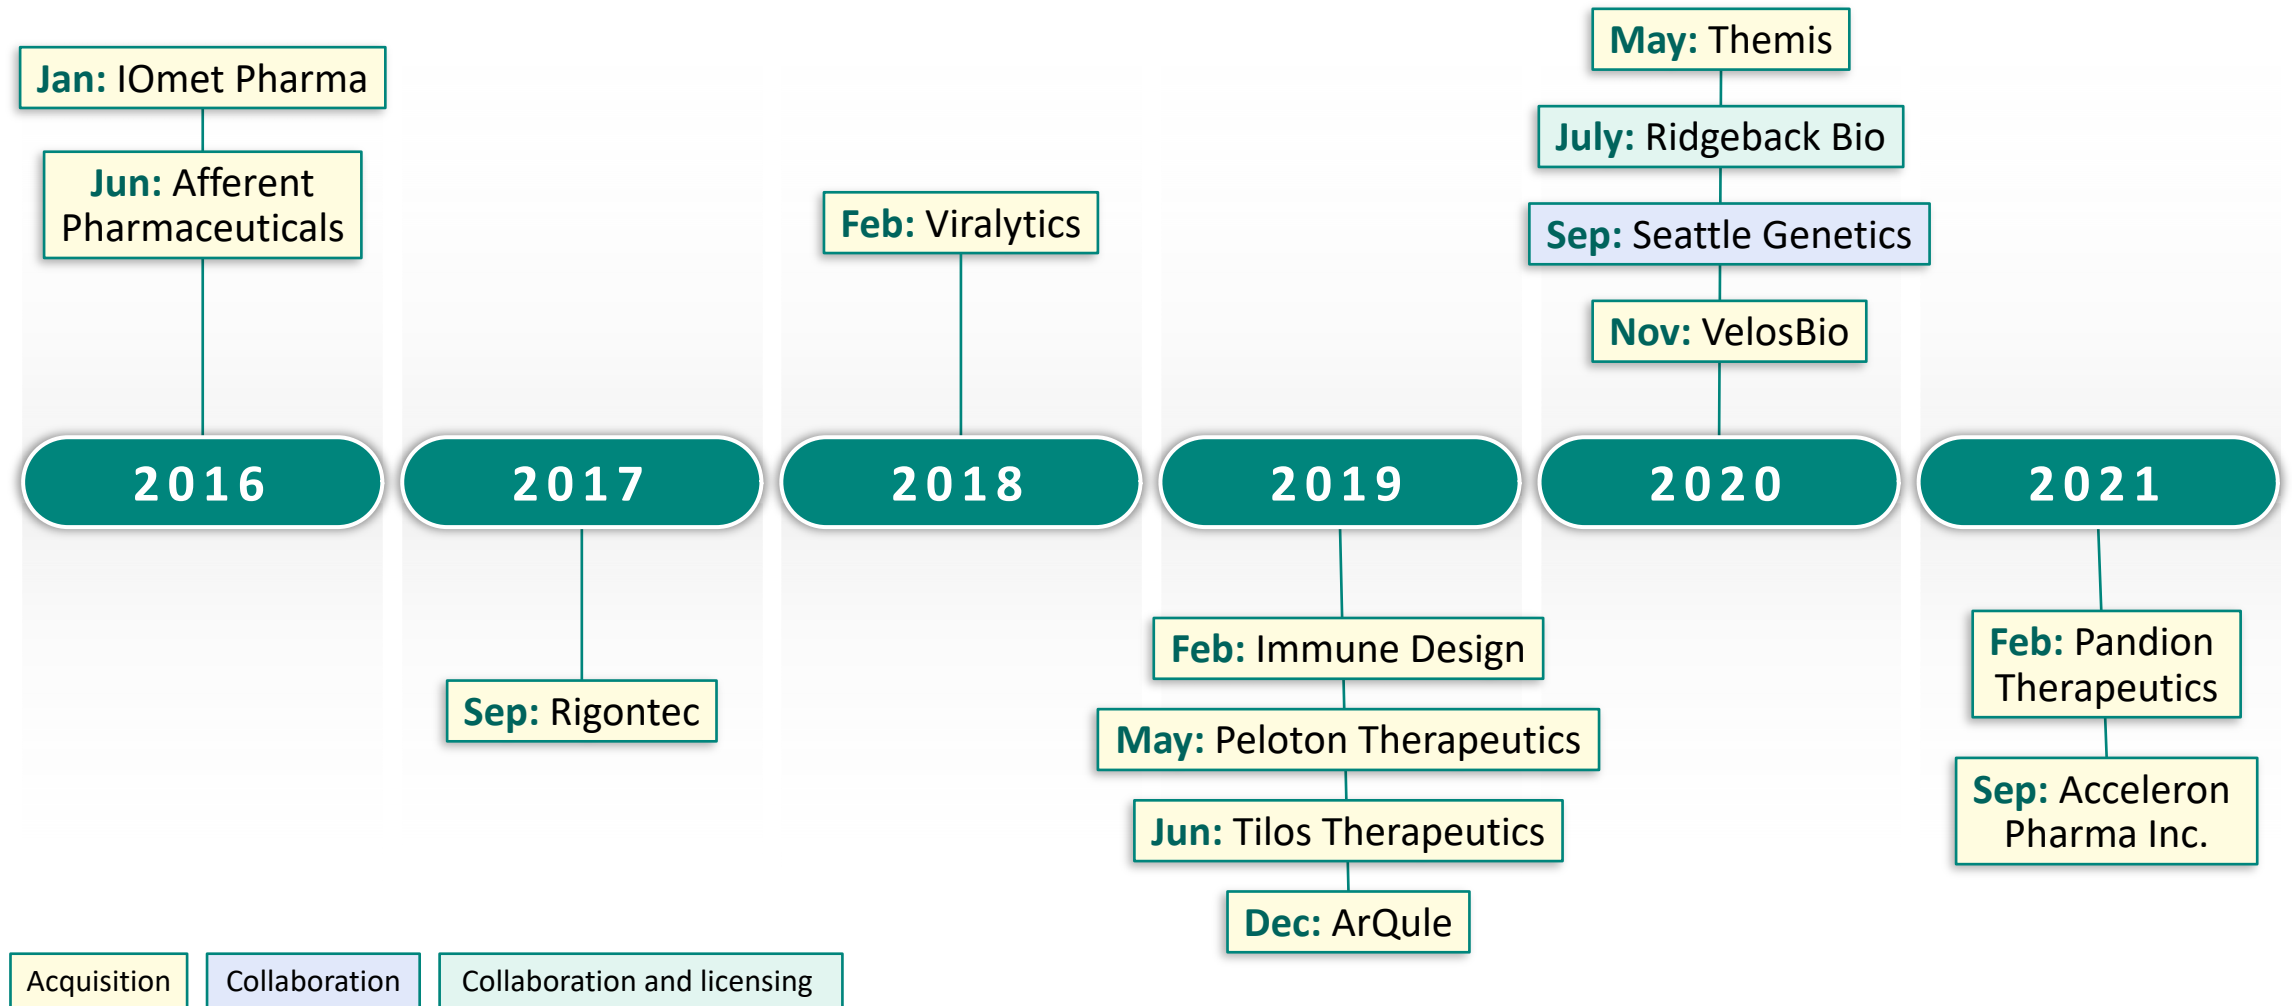 Jan: IOmet Pharma
Jun: Afferent
Pharmaceuticals
Feb: Viralytics
May: Themis
July: Ridgeback Bio
Sep: Seattle Genetics
Nov: VelosBio
2016
2017
2018
2019
2020
2021
Sep: Rigontec
Feb: Immune Design
May: Peloton Therapeutics
Jun: Tilos Therapeutics
Dec: ArQule
Feb: Pandion
Therapeutics
Sep: Acceleron
Pharma Inc.
Acquisition
Collaboration
Collaboration and licensing